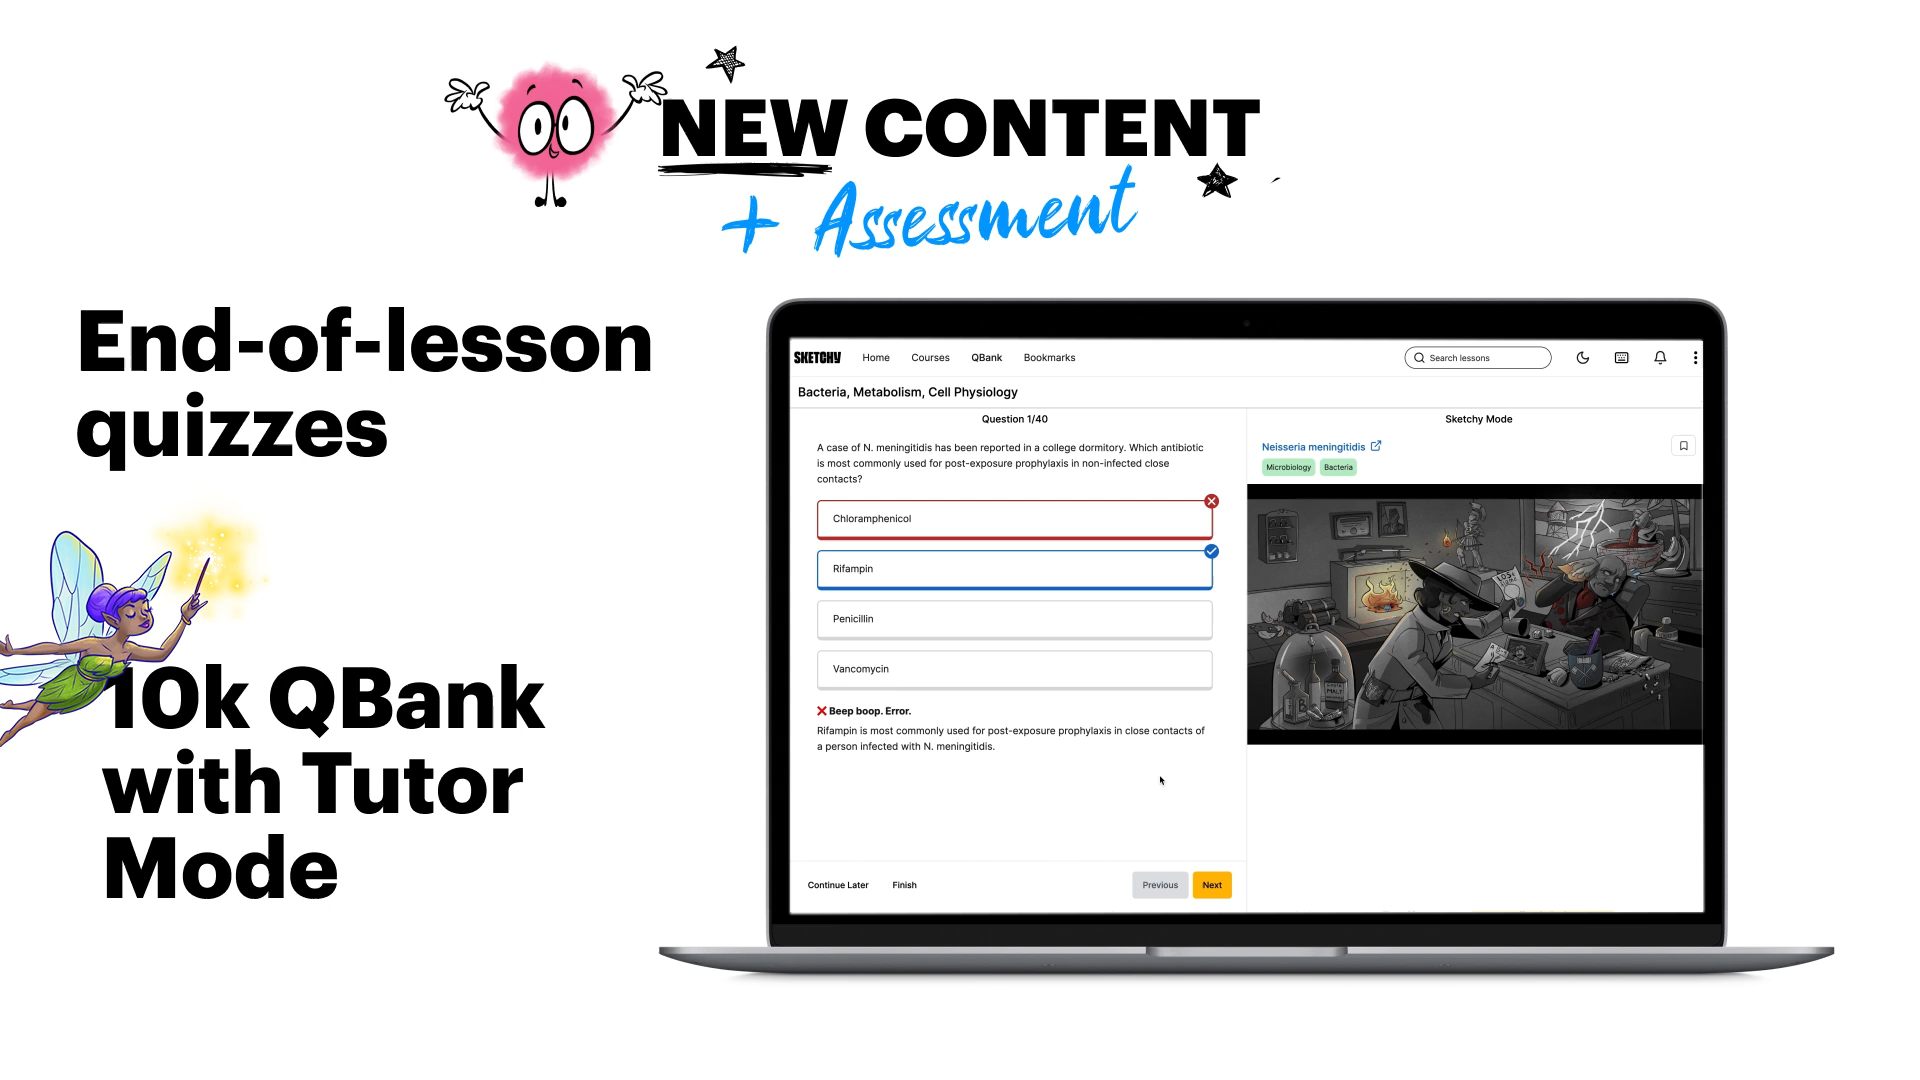 NEW CONTENT
+ Assessment
End-of-lesson
quizzes
10k QBank
with Tutor
Mode
SKETCHY Home Courses QBank Bookmarks Search lessons
Bacteria, Metabolism, Cell Physiology
Question 1/40
A case of N. meningitidis has been reported in a college dormitory. Which antibiotic
is most commonly used for post-exposure prophylaxis in non-infected close
contacts?
Chloramphenicol
Rifampin
Penicillin
Vancomycin
Beep boop. Error.
Rifampin is most commonly used for post-exposure prophylaxis in close contacts of
a person infected with N. meningitidis.
Continue Later Finish Previous Next
Sketchy Mode
Neisseria meningitidis
Microbiology Bacteria
LOST
MALT